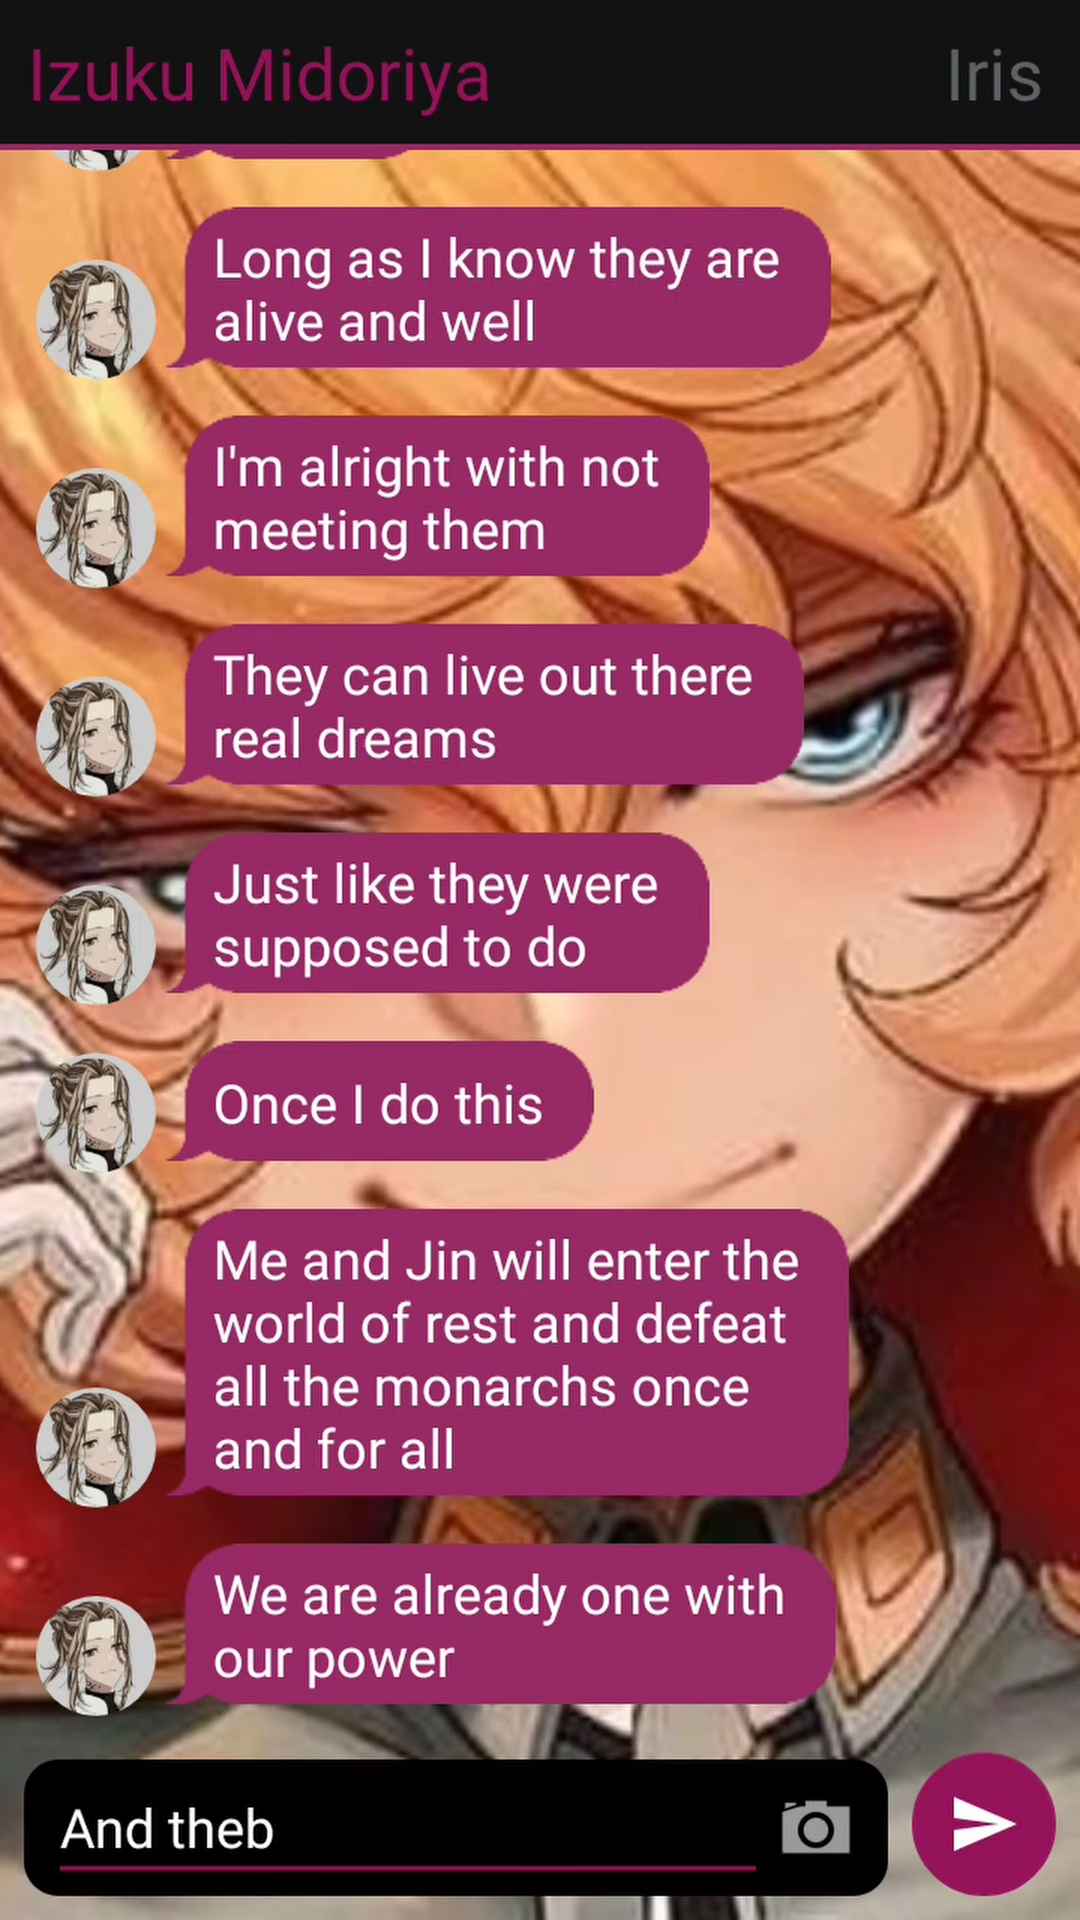 Izuku Midoriya
Iris
Long as I know they are
alive and well
I'm alright with not
meeting them
They can live out there
real dreams
Just like they were
supposed to do
Once I do this
Me and Jin will enter the
world of rest and defeat
all the monarchs once
and for all
We are already one with
our power
And theb